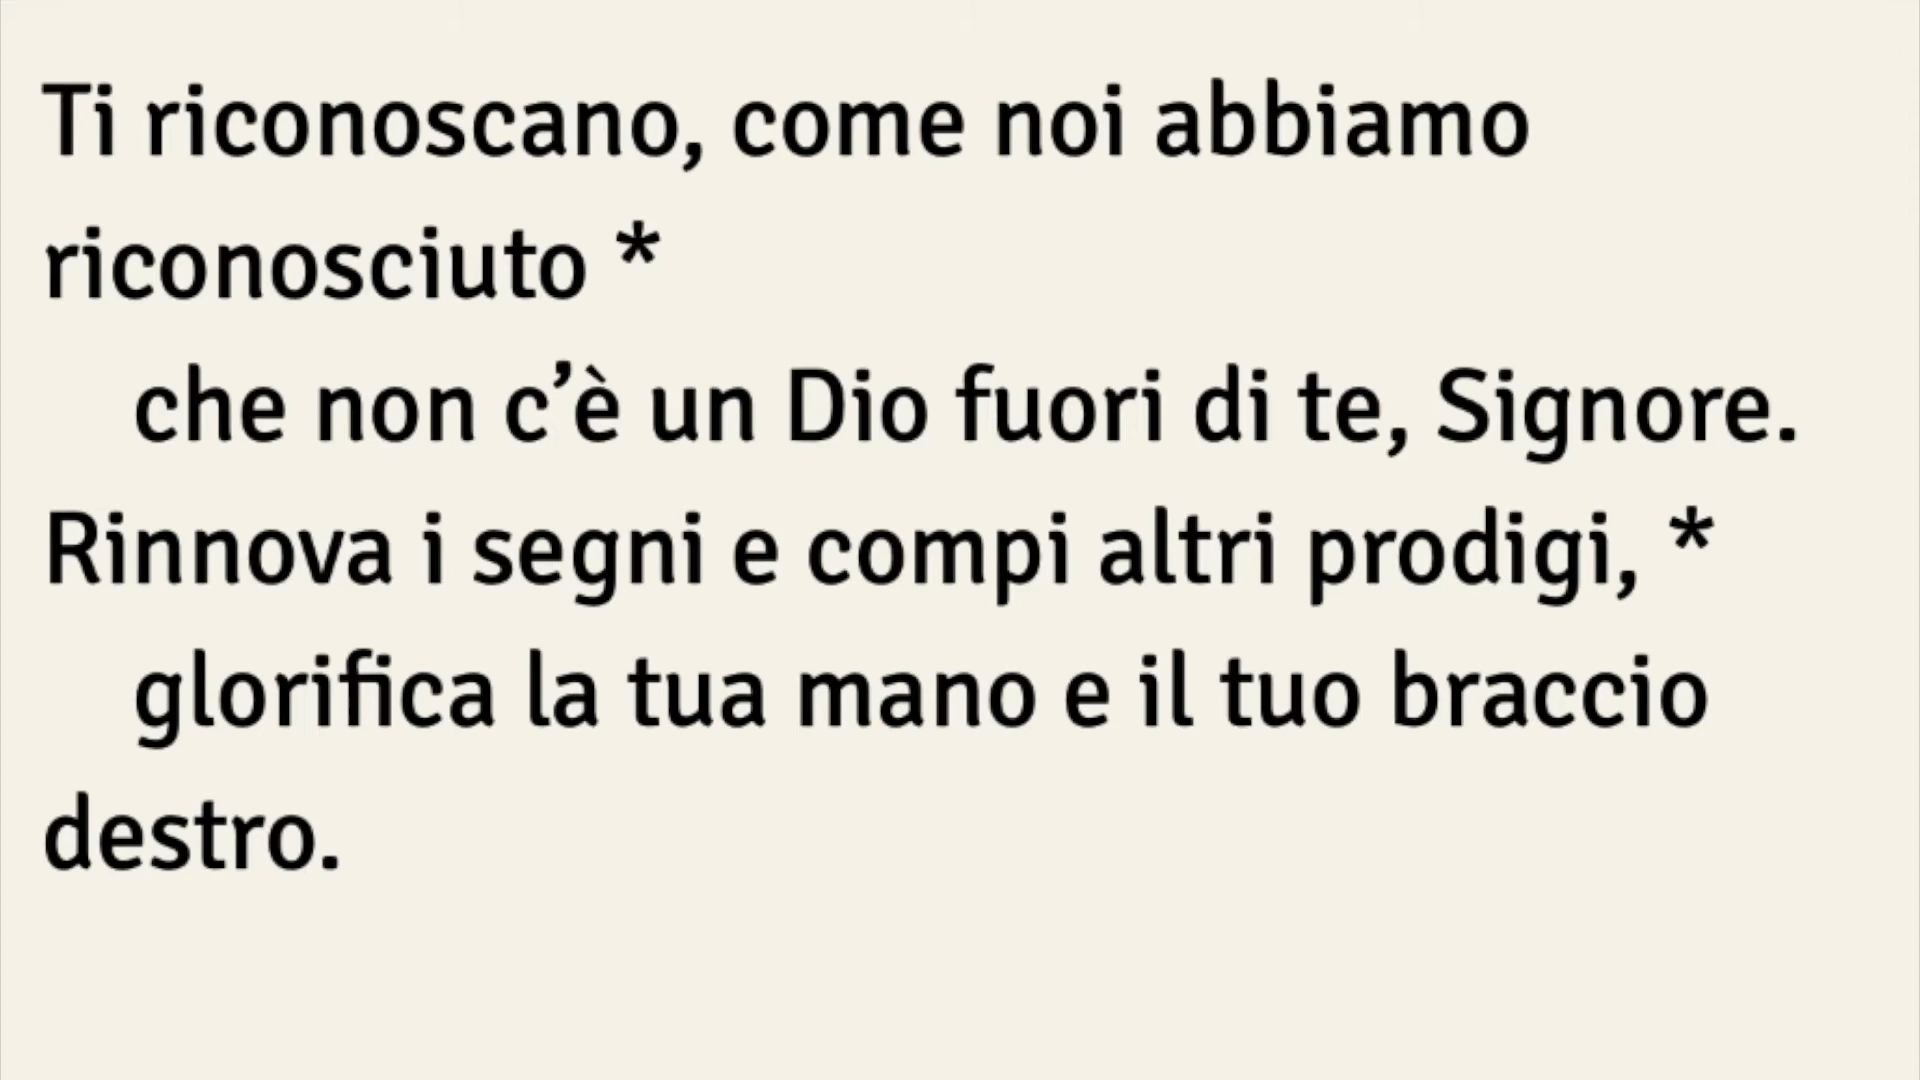 Ti riconoscano, come noi abbiamo
riconosciuto *
che non c’è un Dio fuori di te, Signore.
Rinnova i segni e compi altri prodigi, *
glorifica la tua mano e il tuo braccio
destro.